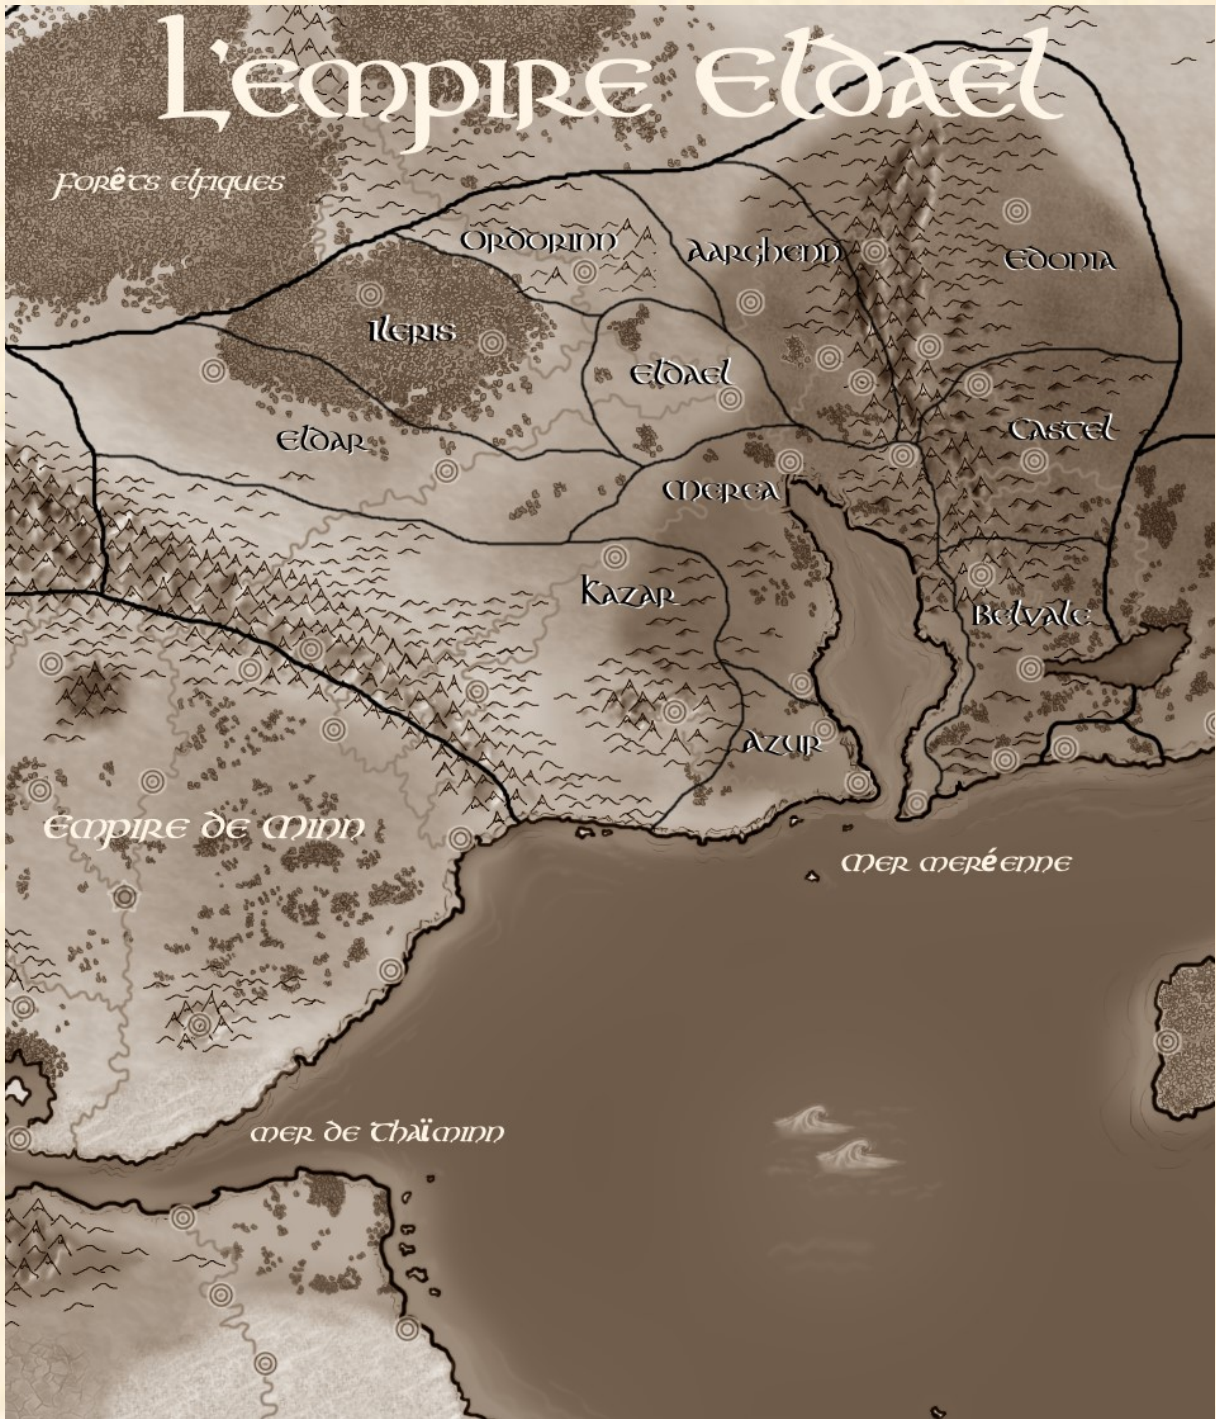 L'empire Eldael
Forêts elfiques
Ordorinn
Aarghenn
Edonia
Ileris
Eldael
Eldar
Castel
Merea
Kazar
Belvale
Azur
Empire de Minn
Mer meréenne
Mer de Thaïminn